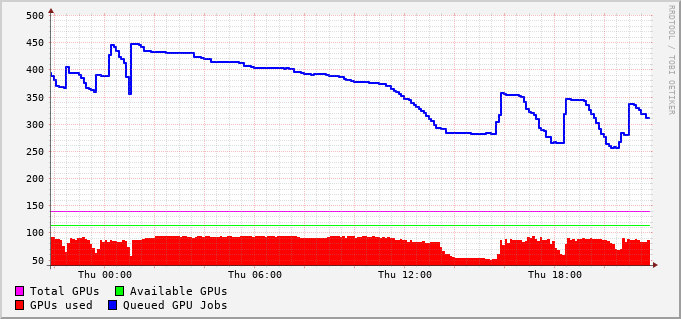 500
450
400
350
300
250
200
150
100
50
Thu 00:00 Thu 06:00 Thu 12:00 Thu 18:00
Total GPUs Available GPUs
GPUs used Queued GPU Jobs
RRDTOOL / TOBI OETIKER